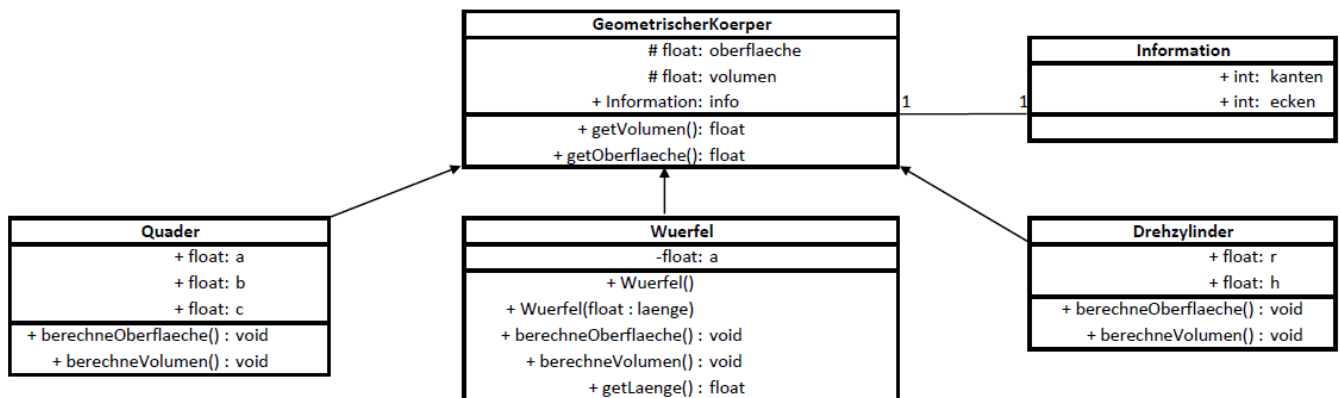 GeometrischerKoerper
# float: oberflaeche
# float: volumen
+ Information: info
+ getVolumen(): float
+ getOberflaeche(): float
1
1
Information
+ int: kanten
+ int: ecken
Quader
+ float: a
+ float: b
+ float: c
+ berechneOberflaeche() : void
+ berechneVolumen() : void
Wuerfel
-float: a
+ Wuerfel()
+ Wuerfel(float : laenge)
+ berechneOberflaeche() : void
+ berechneVolumen() : void
+ getLaenge() : float
Drehzylinder
+ float: r
+ float: h
+ berechneOberflaeche() : void
+ berechneVolumen() : void